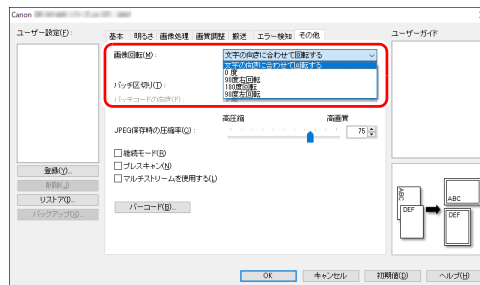 Canon
ユーザー設定(F):
基本 明るさ 画像処理 画質調整 搬送 エラー検知 その他
ユーザーガイド
画像回転(M):
文字の向きに合わせて回転する
文字の向きに合わせて回転する
0 度
90度右回転
180度回転
90度左回転
バッチ区切り(T):
パッチコードの向き(P):
高圧縮
高画質
JPEG保存時の圧縮率(C):
75
継続モード(R)
プレスキャン(N)
マルチストリームを使用する(L)
バーコード(B)...
登録(Y)...
削除(J)
リストア(I)...
バックアップ(X)...
ABC
DEF
ABC
DEF
OK
キャンセル
初期値(D)
ヘルプ(H)